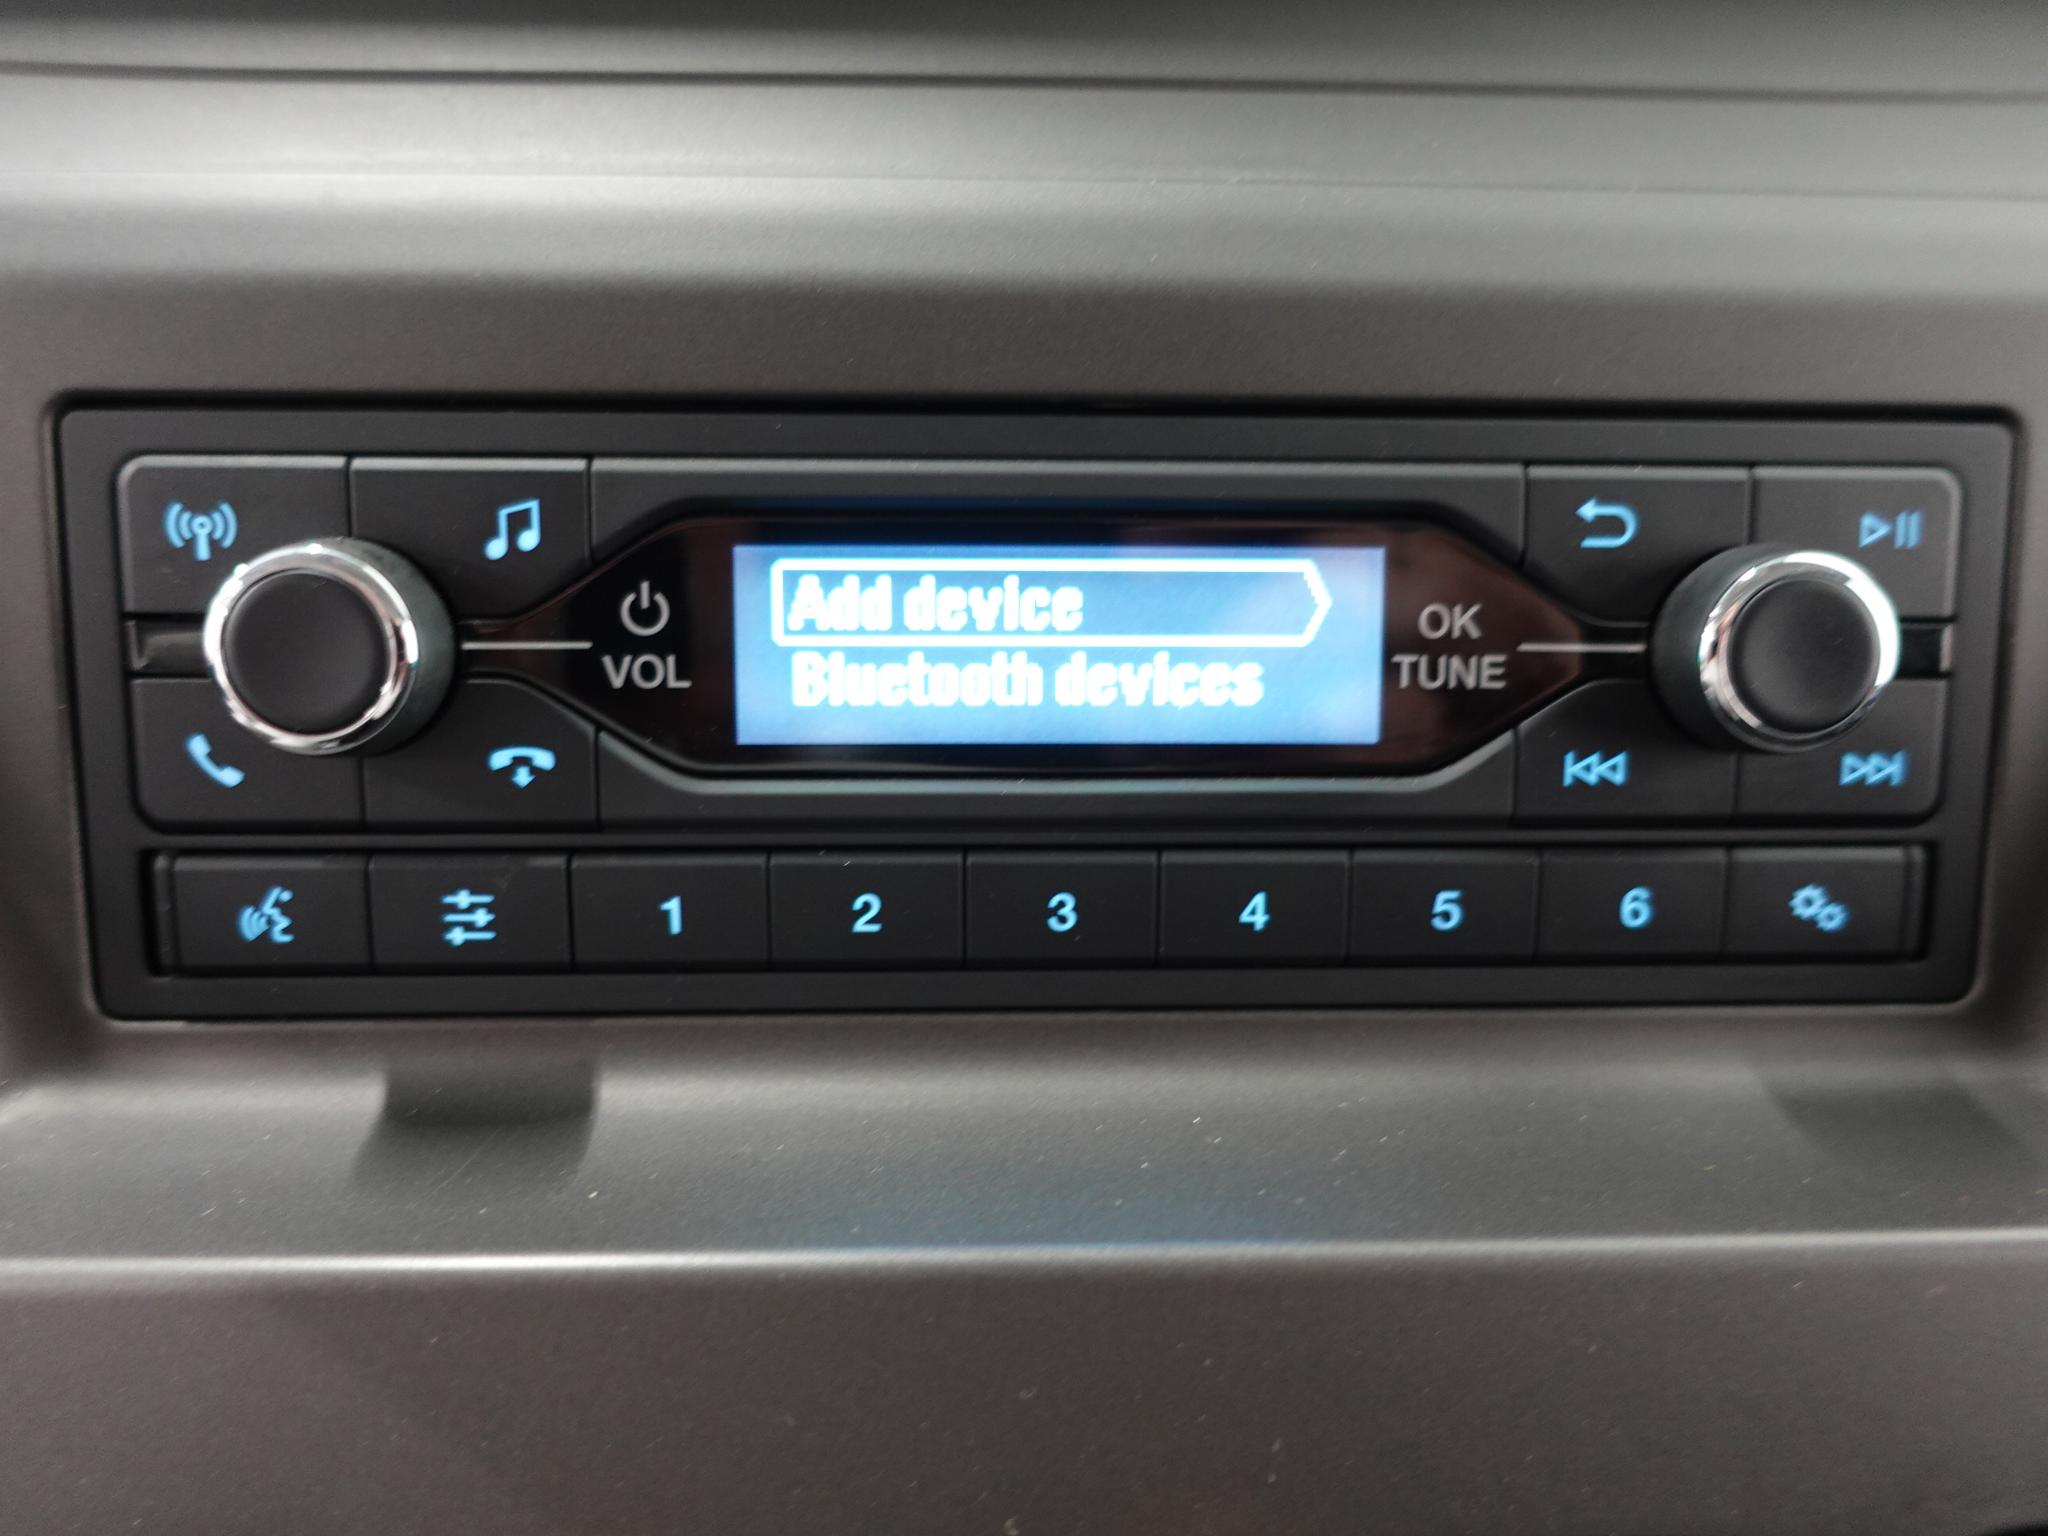 Add device
Bluetooth devices
VOL
OK
TUNE
1 2 3 4 5 6